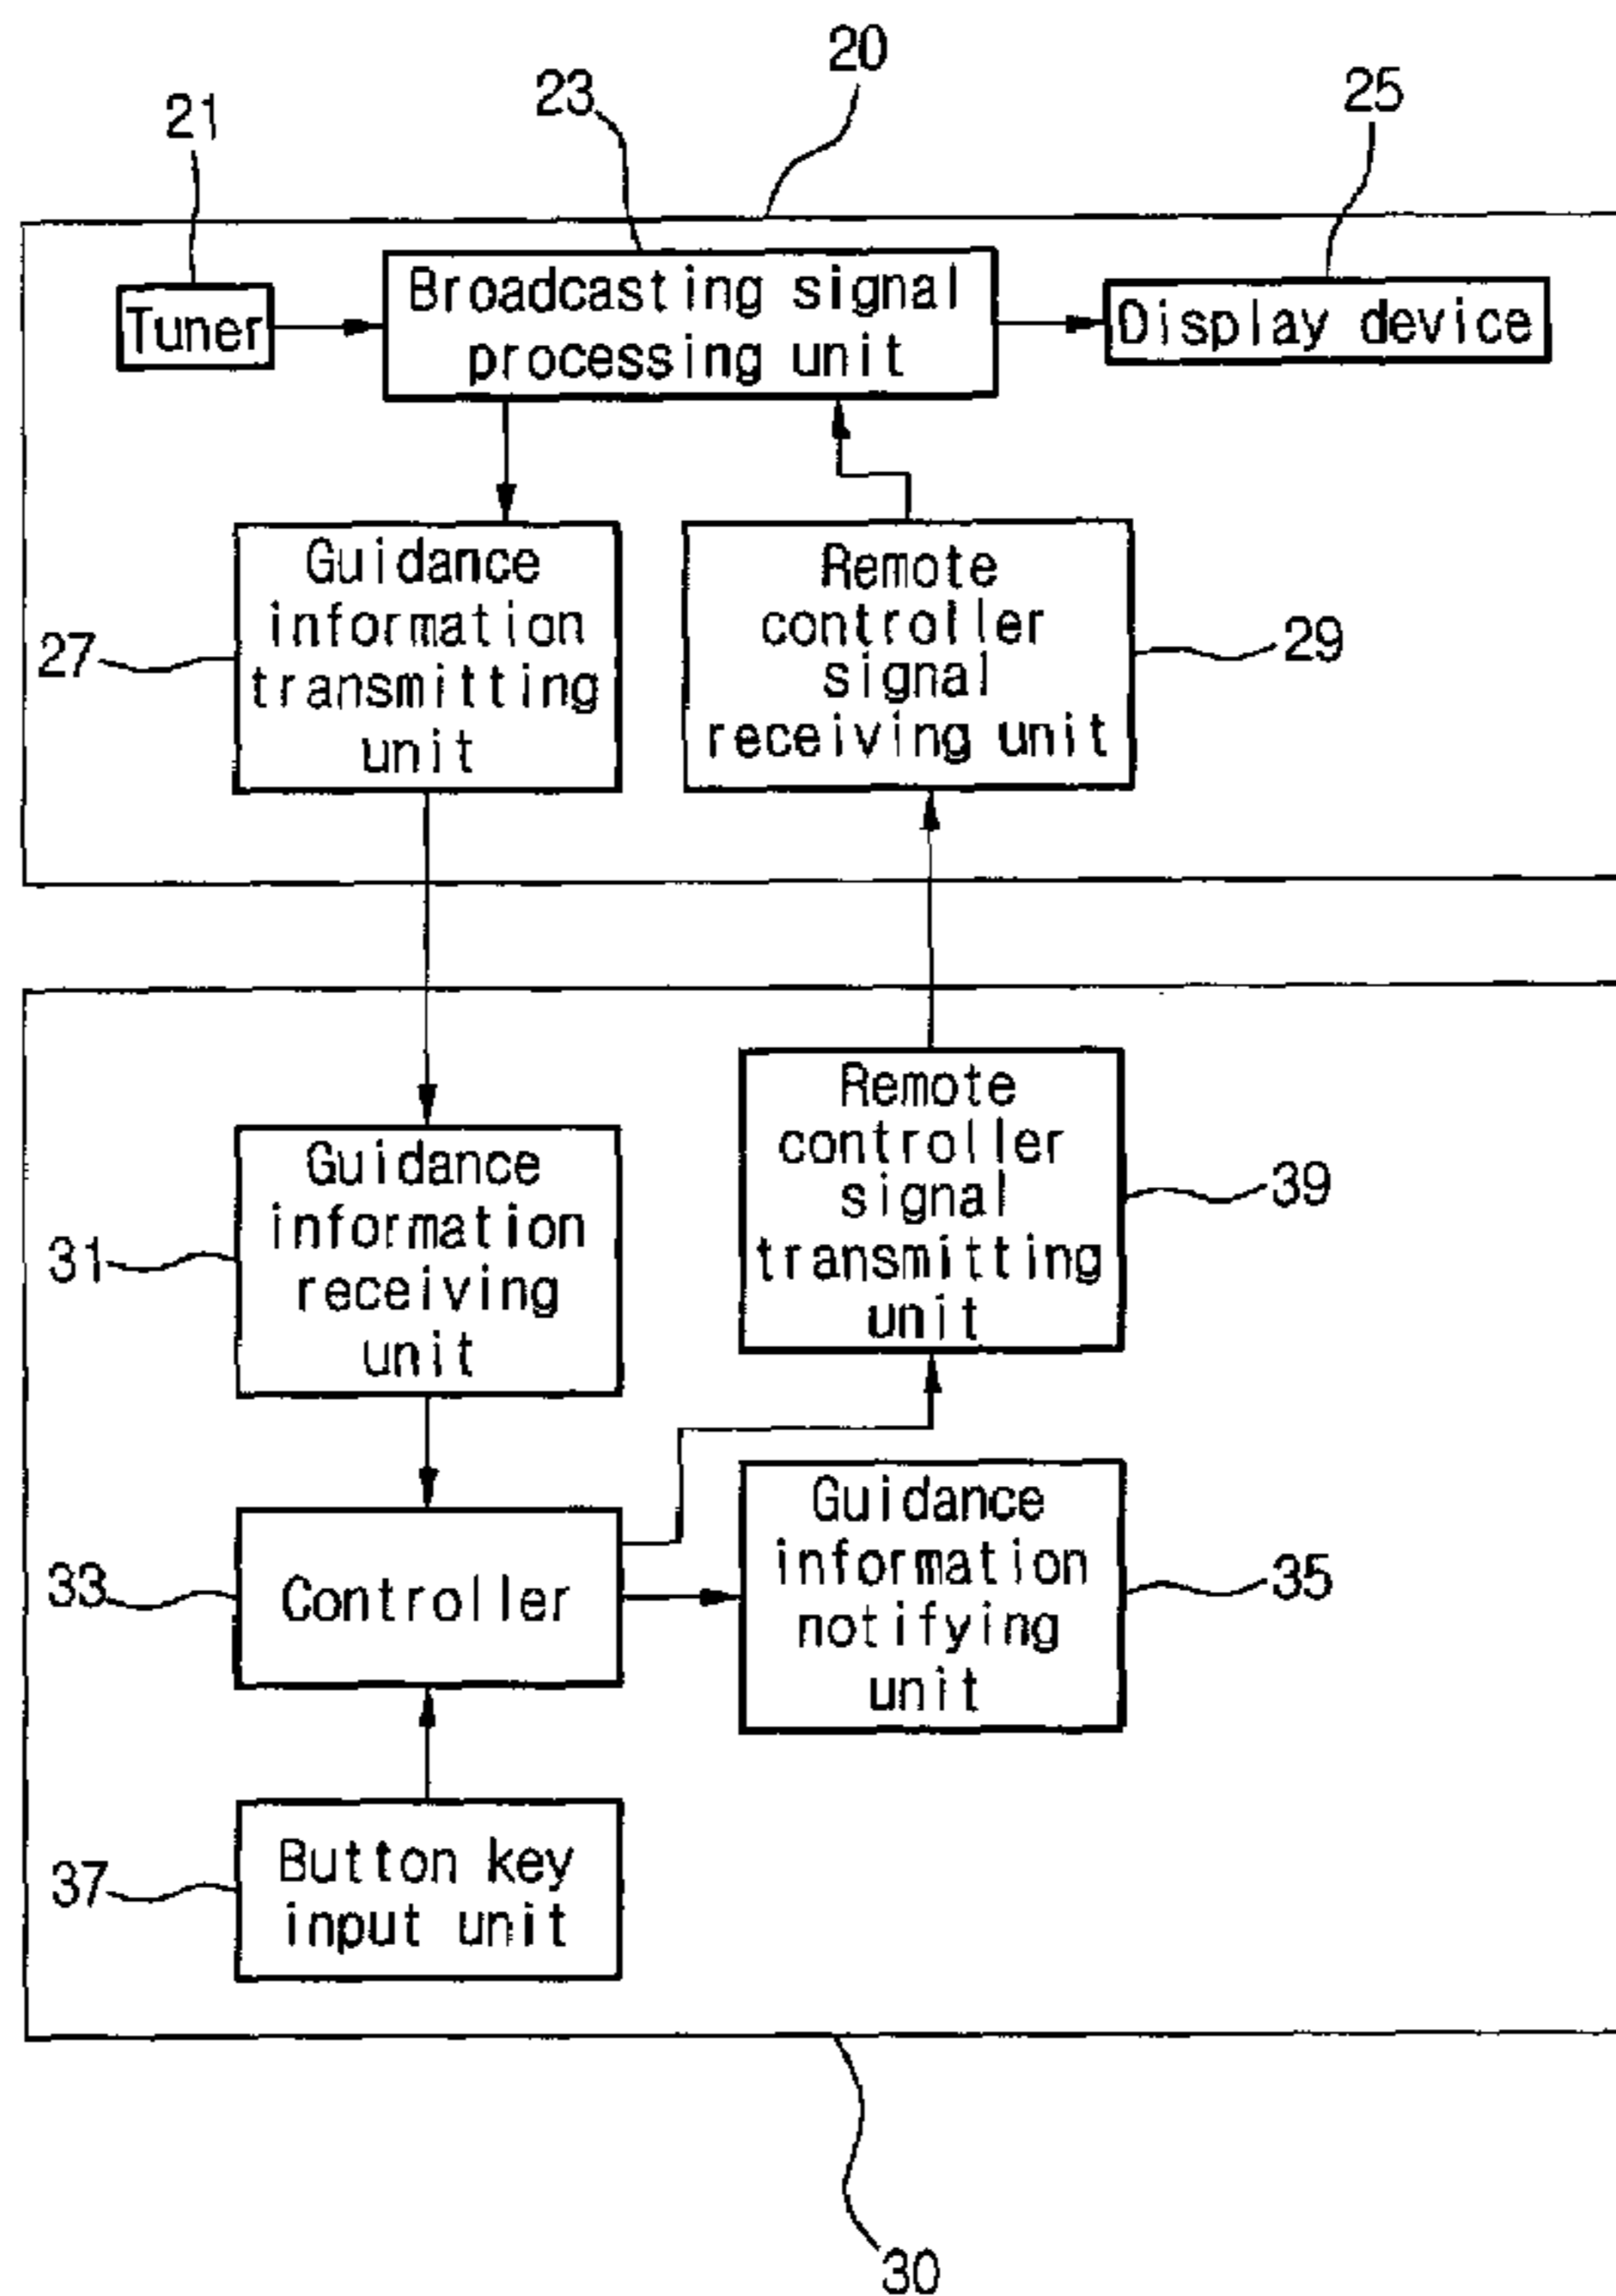 20
23
25
21
Tuner
Broadcasting signal
processing unit
Display device
Guidance
information
transmitting
unit
27
Remote
controller
signal
receiving unit
29
Guidance
information
receiving
unit
31
Remote
controller
signal
transmitting
unit
39
33
Controller
Guidance
information
notifying
unit
35
37
Button key
input unit
30